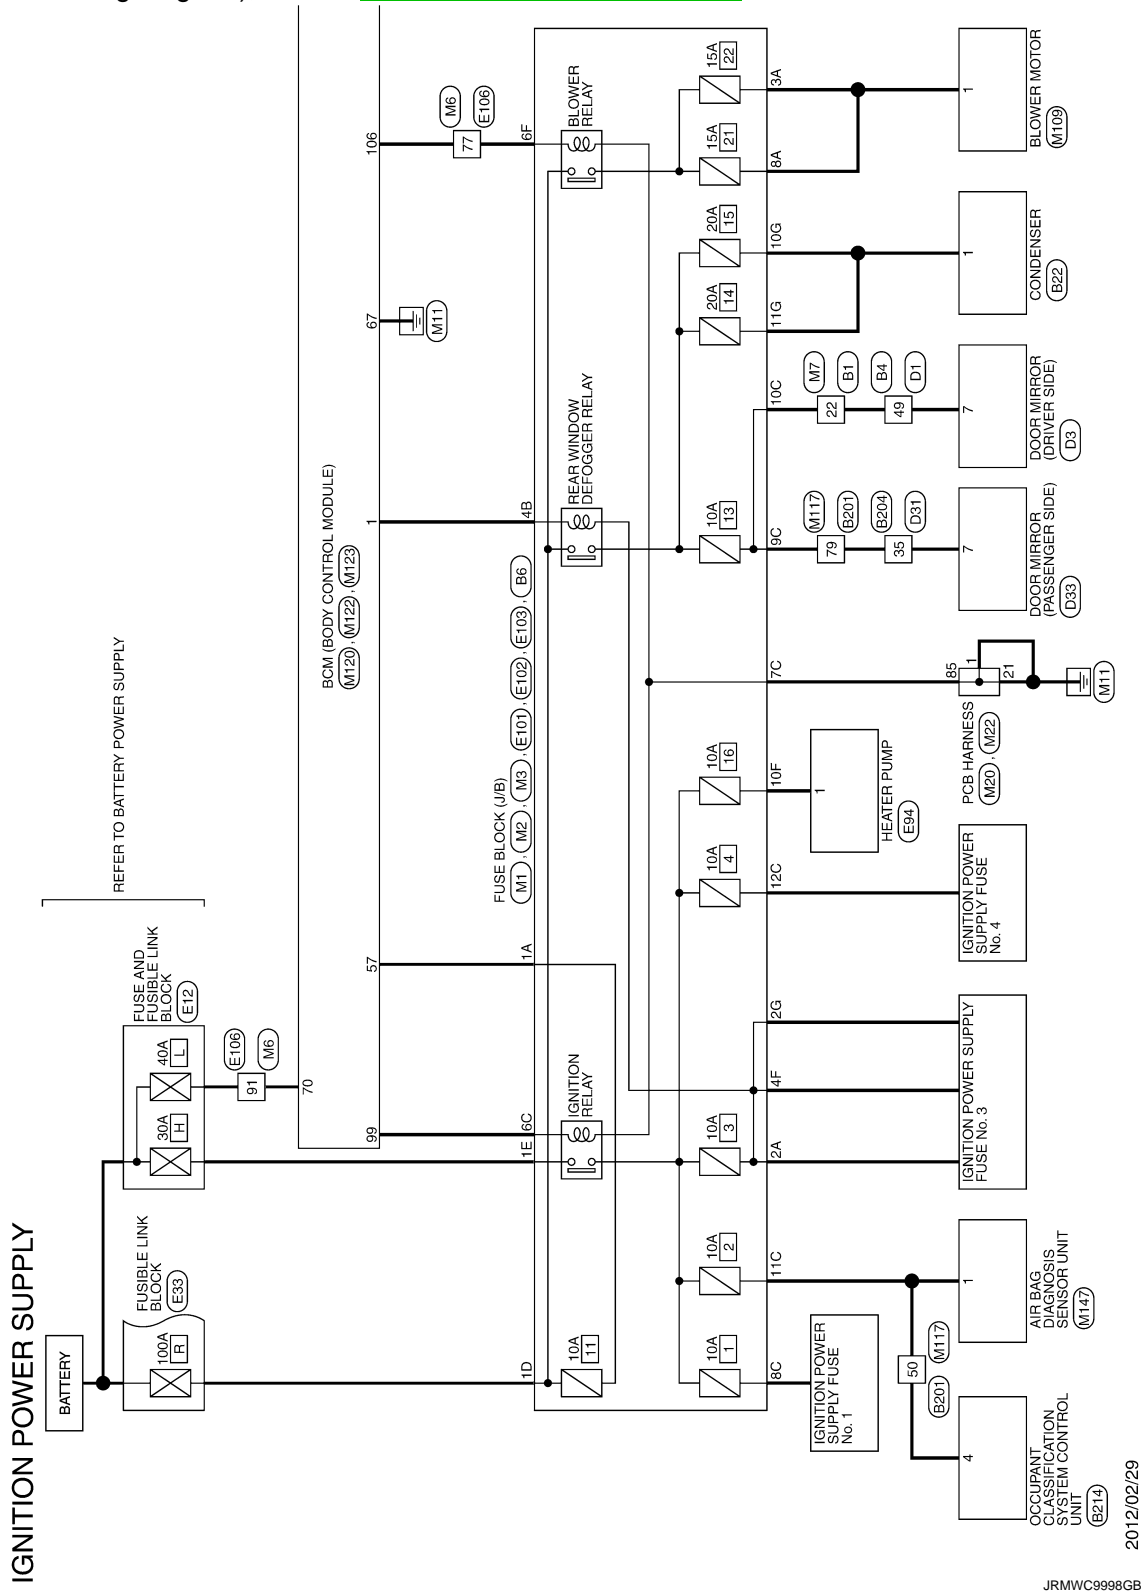 IGNITION POWER SUPPLY
BATTERY
REFER TO BATTERY POWER SUPPLY
100A
R
FUSIBLE LINK
BLOCK
E33
30A
H
40A
L
FUSE AND
FUSIBLE LINK
BLOCK
E12
91
E106
M6
70
BCM (BODY CONTROL MODULE)
M120 , M122 , M123
99
57
1
67
106
M11
77
M6
E106
FUSE BLOCK (J/B)
M1 , M2 , M3 , E101 , E102 , E103 , B6
1D
1E
6C
1A
4B
6F
10A
11
IGNITION
RELAY
REAR WINDOW
DEFOGGER RELAY
BLOWER
RELAY
10A
1
10A
2
10A
3
10A
4
10A
16
10A
13
20A
14
20A
15
15A
21
15A
22
8C
11C
2A
4F
2G
12C
10F
7C
9C
10C
11G
10G
8A
3A
IGNITION POWER
SUPPLY FUSE
No. 1
50
B201
M117
4
OCCUPANT
CLASSIFICATION
SYSTEM CONTROL
UNIT
B214
1
AIR BAG
DIAGNOSIS
SENSOR UNIT
M147
IGNITION POWER SUPPLY
FUSE No. 3
IGNITION POWER
SUPPLY FUSE
No. 4
1
HEATER PUMP
E94
85
1
21
PCB HARNESS
M20 , M22
M11
79
M117
B201
35
B204
D31
7
DOOR MIRROR
(PASSENGER SIDE)
D33
22
M7
B1
49
B4
D1
7
DOOR MIRROR
(DRIVER SIDE)
D3
1
CONDENSER
B22
1
BLOWER MOTOR
M109
2012/02/29
JRMWC9998GB